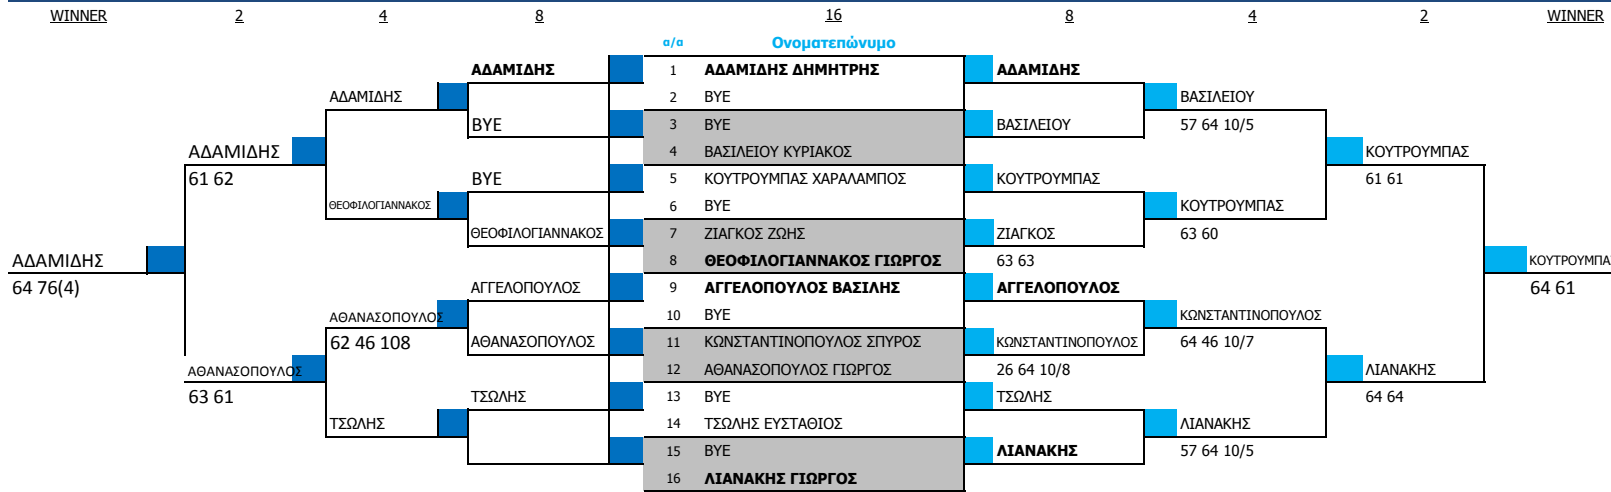 WINNER 2 4 8 16 8 4 2 WINNER
α/α Ονοματεπώνυμο
ΑΔΑΜΙΔΗΣ 1 ΑΔΑΜΙΔΗΣ ΔΗΜΗΤΡΗΣ ΑΔΑΜΙΔΗΣ
ΑΔΑΜΙΔΗΣ 2 BYE ΒΑΣΙΛΕΙΟΥ
BYE 3 BYE ΒΑΣΙΛΕΙΟΥ 57 64 10/5
ΑΔΑΜΙΔΗΣ 4 ΒΑΣΙΛΕΙΟΥ ΚΥΡΙΑΚΟΣ ΚΟΥΤΡΟΥΜΠΑΣ
61 62 BYE 5 ΚΟΥΤΡΟΥΜΠΑΣ ΧΑΡΑΛΑΜΠΟΣ ΚΟΥΤΡΟΥΜΠΑΣ 61 61
ΘΕΟΦΙΛΟΓΙΑΝΝΑΚΟΣ 6 BYE ΚΟΥΤΡΟΥΜΠΑΣ
ΘΕΟΦΙΛΟΓΙΑΝΝΑΚΟΣ 7 ΖΙΑΓΚΟΣ ΖΩΗΣ ΖΙΑΓΚΟΣ 63 60
ΑΔΑΜΙΔΗΣ 8 ΘΕΟΦΙΛΟΓΙΑΝΝΑΚΟΣ ΓΙΩΡΓΟΣ 63 63 ΚΟΥΤΡΟΥΜΠΑ
64 76(4) ΑΓΓΕΛΟΠΟΥΛΟΣ 9 ΑΓΓΕΛΟΠΟΥΛΟΣ ΒΑΣΙΛΗΣ ΑΓΓΕΛΟΠΟΥΛΟΣ 64 61
ΑΘΑΝΑΣΟΠΟΥΛΟΣ 10 BYE ΚΩΝΣΤΑΝΤΙΝΟΠΟΥΛΟΣ
62 46 108 ΑΘΑΝΑΣΟΠΟΥΛΟΣ 11 ΚΩΝΣΤΑΝΤΙΝΟΠΟΥΛΟΣ ΣΠΥΡΟΣ ΚΩΝΣΤΑΝΤΙΝΟΠΟΥΛΟΣ 64 46 10/7
ΑΘΑΝΑΣΟΠΟΥΛΟΣ 12 ΑΘΑΝΑΣΟΠΟΥΛΟΣ ΓΙΩΡΓΟΣ 26 64 10/8 ΛΙΑΝΑΚΗΣ
63 61 ΤΣΩΛΗΣ 13 BYE ΤΣΩΛΗΣ 64 64
ΤΣΩΛΗΣ 14 ΤΣΩΛΗΣ ΕΥΣΤΑΘΙΟΣ ΛΙΑΝΑΚΗΣ
15 BYE ΛΙΑΝΑΚΗΣ 57 64 10/5
16 ΛΙΑΝΑΚΗΣ ΓΙΩΡΓΟΣ